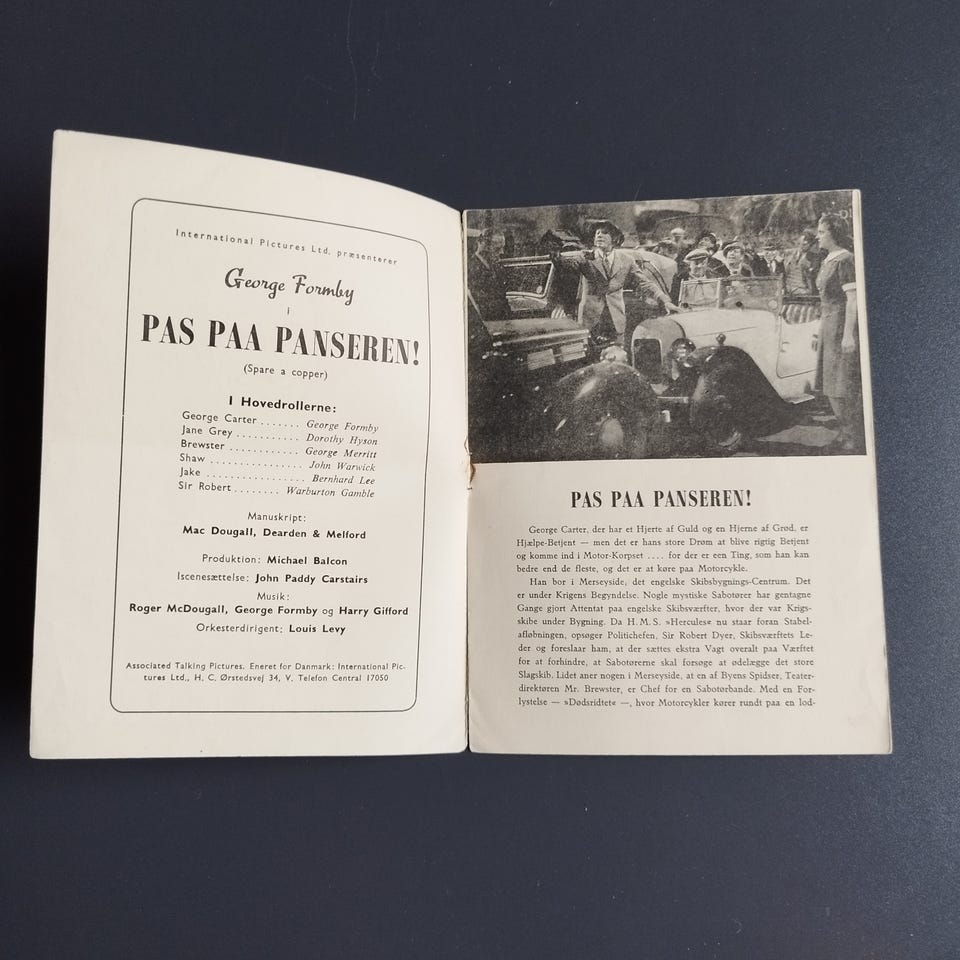 International Pictures Ltd. præsenterer
George Formby
i
PAS PAA PANSEREN!
(Spare a copper)
I Hovedrollerne:
George Carter ....... George Formby
Jane Grey ........... Dorothy Hyson
Brewster ............ George Merritt
Shaw ................ John Warwick
Jake ................. Bernhard Lee
Sir Robert ........ Warburton Gamble
Manuskript:
Mac Dougall, Dearden & Melford
Produktion: Michael Balcon
Iscenesættelse: John Paddy Carstairs
Musik:
Roger McDougall, George Formby og Harry Gifford
Orkesterdirigent: Louis Levy
Associated Talking Pictures. Eneret for Danmark: International Pic-
tures Ltd., H. C. Ørstedsvej 34, V. Telefon Central 17050
PAS PAA PANSEREN!
George Carter, der har et Hjerte af Guld og en Hjerne af Grød, er
Hjælpe-Betjent — men det er hans store Drøm at blive rigtig Betjent
og komme ind i Motor-Korpset .... for der er een Ting, som han kan
bedre end de fleste, og det er at køre paa Motorcykle.
Han bor i Merseyside, det engelske Skibsbygnings-Centrum. Det
er under Krigens Begyndelse. Nogle mystiske Sabotører har gentagne
Gange gjort Attentat paa engelske Skibsværfter, hvor der var Krigs-
skibe under Bygning. Da H.M.S. »Hercules« nu staar foran Stabel-
afløbningen, opsøger Politichefen, Sir Robert Dyer, Skibsværftets Le-
der og foreslaar ham, at der sættes ekstra Vagt overalt paa Værftet
for at forhindre, at Sabotørerne skal forsøge at ødelægge det store
Slagskib. Lidet aner nogen i Merseyside, at en af Byens Spidser, Teater-
direktøren Mr. Brewster, er Chef for en Sabotørbande. Med en For-
lystelse — »Dødsridtet« —, hvor Motorcykler kører rundt paa en lod-